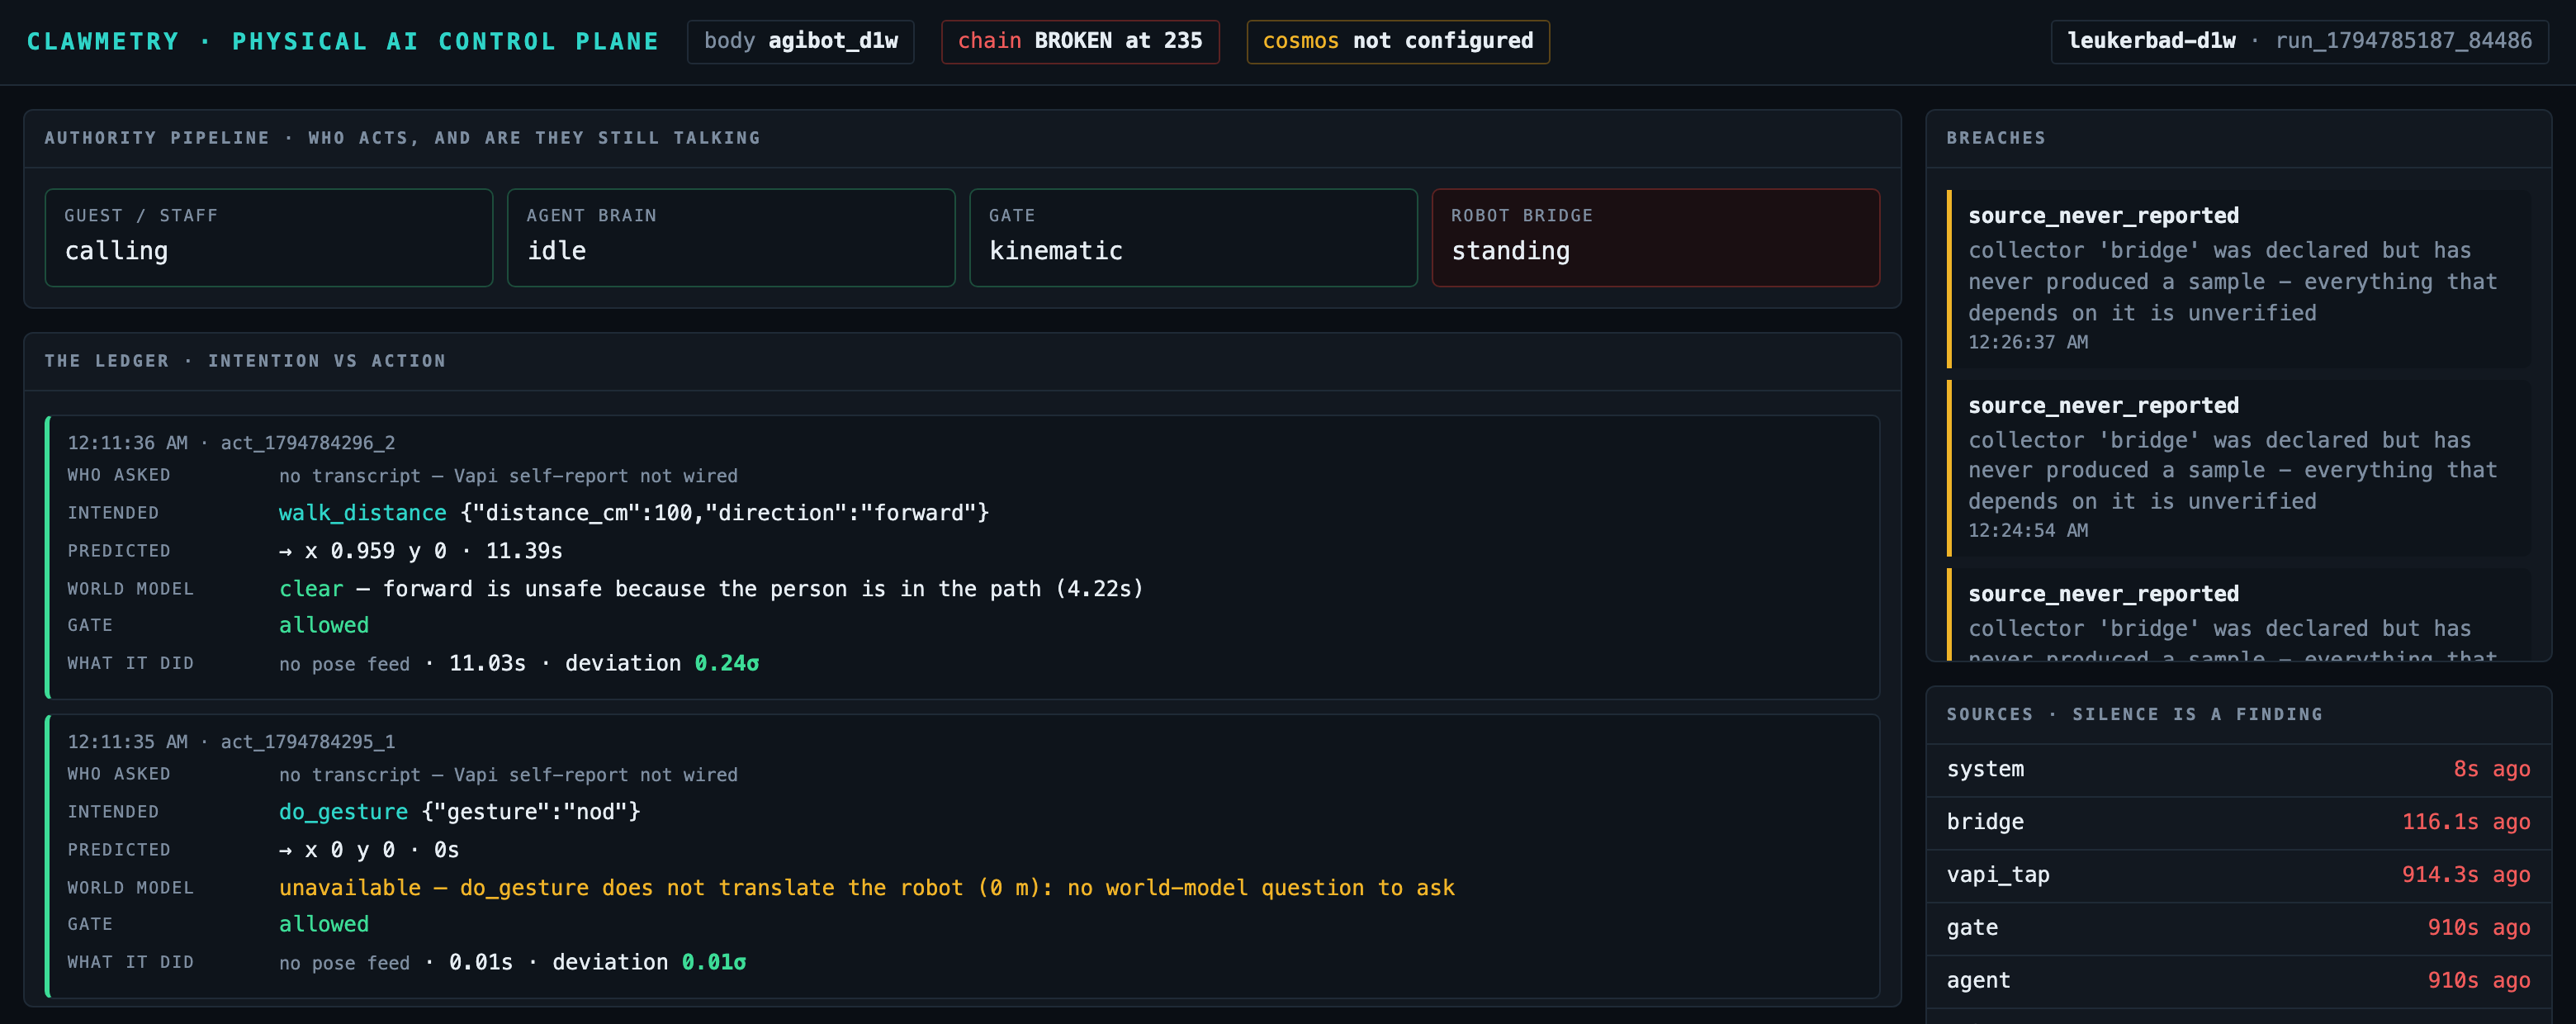 CLAWMETRY · PHYSICAL AI CONTROL PLANE
body agibot_d1w
chain BROKEN at 235
cosmos not configured
leukerbad-d1w · run_1794785187_84486
AUTHORITY PIPELINE · WHO ACTS, AND ARE THEY STILL TALKING
GUEST / STAFF
calling
AGENT BRAIN
idle
GATE
kinematic
ROBOT BRIDGE
standing
THE LEDGER · INTENTION VS ACTION
12:11:36 AM · act_1794784296_2
WHO ASKED no transcript — Vapi self-report not wired
INTENDED walk_distance {"distance_cm":100,"direction":"forward"}
PREDICTED → x 0.959 y 0 · 11.39s
WORLD MODEL clear — forward is unsafe because the person is in the path (4.22s)
GATE allowed
WHAT IT DID no pose feed · 11.03s · deviation 0.24σ
12:11:35 AM · act_1794784295_1
WHO ASKED no transcript — Vapi self-report not wired
INTENDED do_gesture {"gesture":"nod"}
PREDICTED → x 0 y 0 · 0s
WORLD MODEL unavailable — do_gesture does not translate the robot (0 m): no world-model question to ask
GATE allowed
WHAT IT DID no pose feed · 0.01s · deviation 0.01σ
BREACHES
source_never_reported
collector 'bridge' was declared but has
never produced a sample — everything that
depends on it is unverified
12:26:37 AM
source_never_reported
collector 'bridge' was declared but has
never produced a sample — everything that
depends on it is unverified
12:24:54 AM
source_never_reported
collector 'bridge' was declared but has
never produced a sample — everything that
SOURCES · SILENCE IS A FINDING
system 8s ago
bridge 116.1s ago
vapi_tap 914.3s ago
gate 910s ago
agent 910s ago